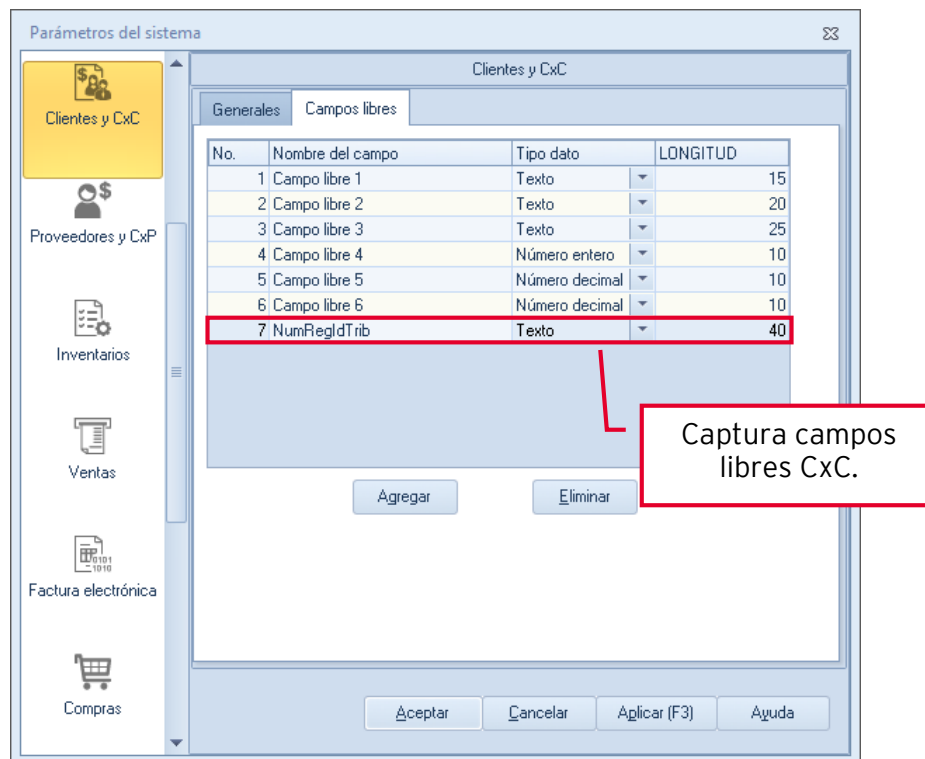 Parámetros del sistema
Clientes y CxC
Proveedores y CxP
Inventarios
Ventas
Factura electrónica
Compras
Clientes y CxC
Generales Campos libres
No. Nombre del campo Tipo dato LONGITUD
1 Campo libre 1 Texto 15
2 Campo libre 2 Texto 20
3 Campo libre 3 Texto 25
4 Campo libre 4 Número entero 10
5 Campo libre 5 Número decimal 10
6 Campo libre 6 Número decimal 10
7 NumRegIdTrib Texto 40
Captura campos
libres CxC.
Agregar Eliminar
Aceptar Cancelar Aplicar (F3) Ayuda